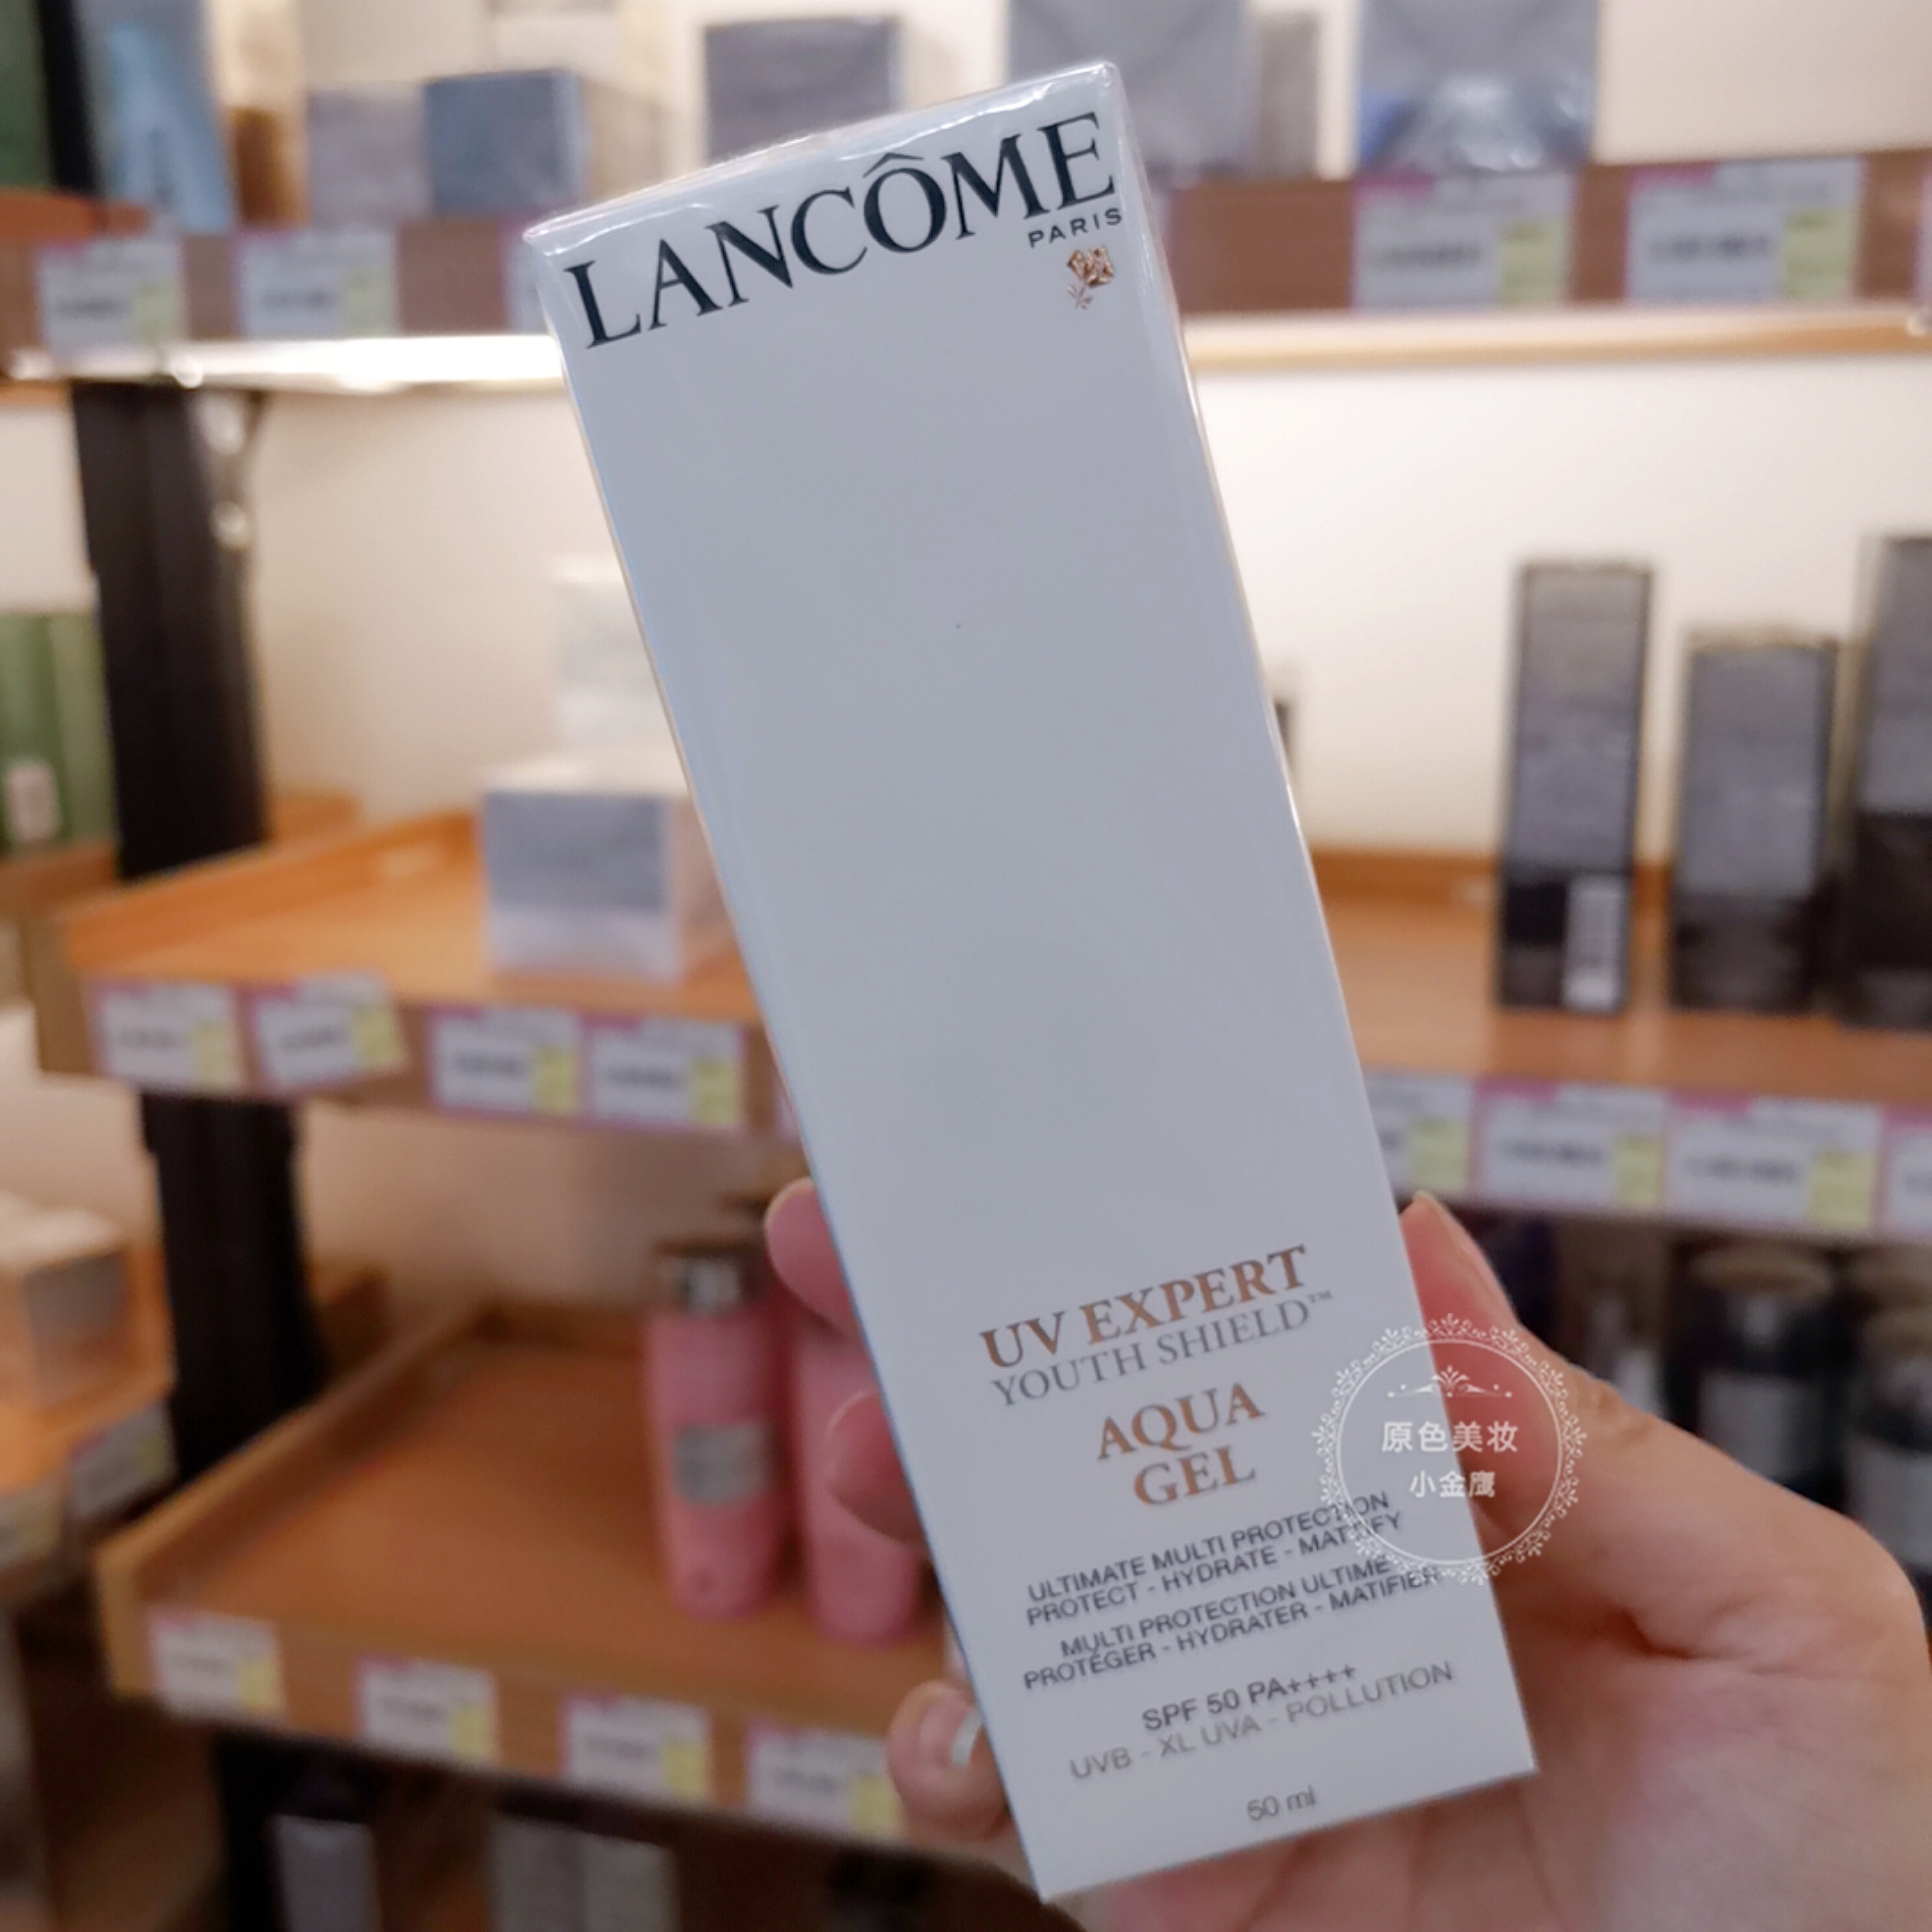 LANCÔME
PARIS
UV EXPERT
YOUTH SHIELD™
AQUA
GEL
ULTIMATE MULTI PROTECTION
PROTECT - HYDRATE - MATIFY
MULTI PROTECTION ULTIME
PROTÉGER - HYDRATER - MATIFIER
SPF 50 PA++++
UVB - XL UVA - POLLUTION
50 ml
原色美妆
小金鹰